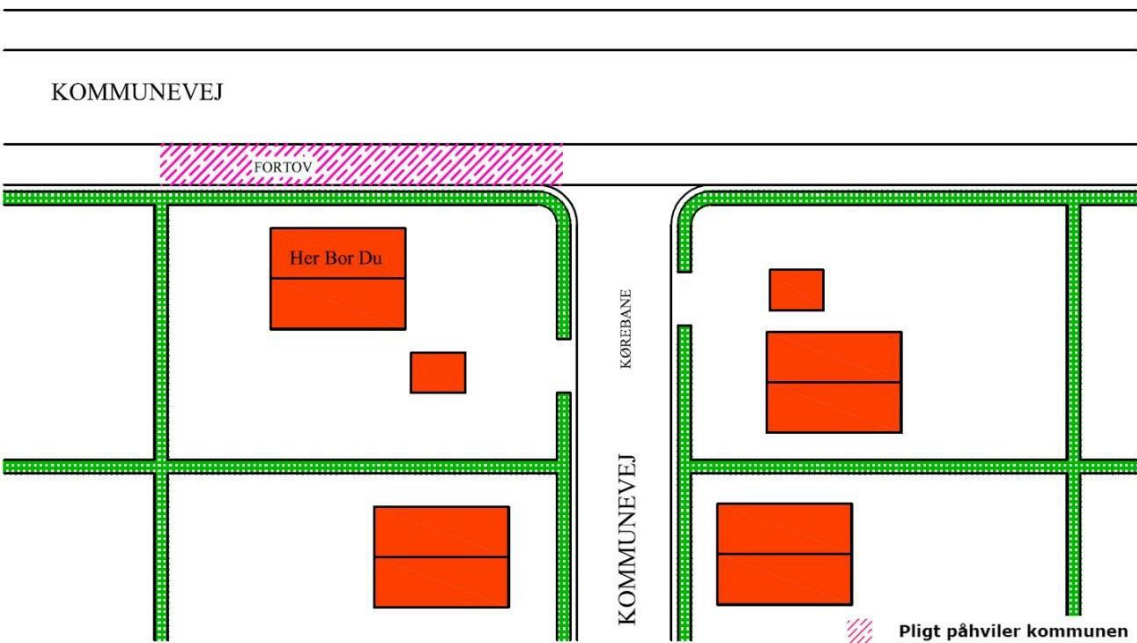 KOMMUNEVEJ
FORTOV
Her Bor Du
KØREBANE
KOMMUNEVEJ
Pligt påhviler kommunen